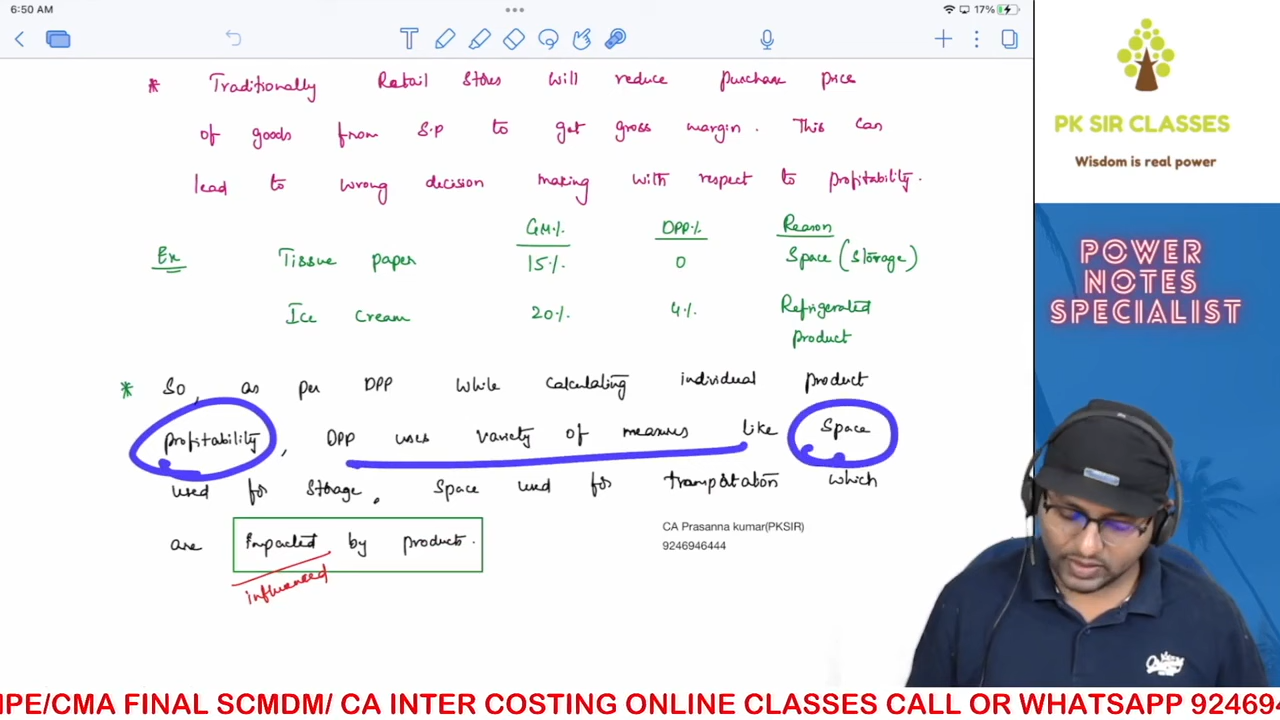 6:50 AM
17%
* Traditionally Retail Stores will reduce purchase price
of goods from S.P to get gross margin. This can
lead to wrong decision making with respect to profitability.
GM% DPP% Reason
Ex Tissue paper 15% 0 Space (Storage)
Ice cream 20% 4% Refrigerated
product
* So, as per DPP while calculating individual product
profitability, DPP uses variety of measures like Space
used for storage, Space used for transportation which
are impacted by products.
influenced
CA Prasanna kumar(PKSIR)
9246946444
PK SIR CLASSES
Wisdom is real power
POWER
NOTES
SPECIALIST
IPE/CMA FINAL SCMDM/ CA INTER COSTING ONLINE CLASSES CALL OR WHATSAPP 92469